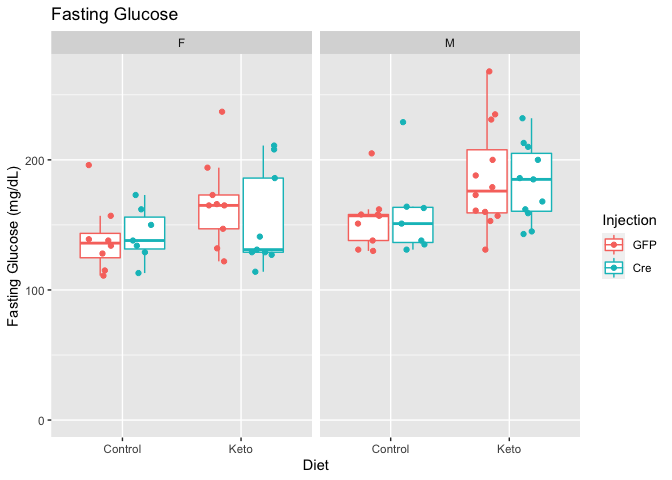 Fasting Glucose
F
M
Fasting Glucose (mg/dL)
200
100
0
Control
Keto
Control
Keto
Diet
Injection
GFP
Cre